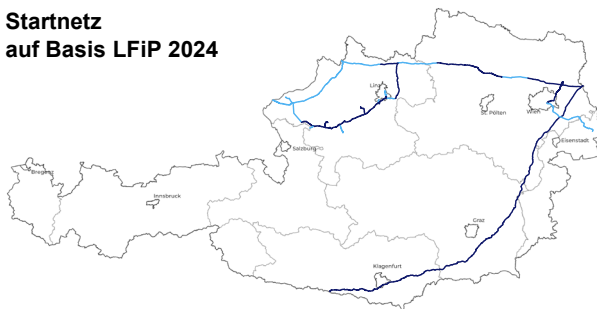 Startnetz
auf Basis LFiP 2024
Linz
St. Pölten
Wien
Eisenstadt
Salzburg
Bregenz
Innsbruck
Graz
Klagenfurt